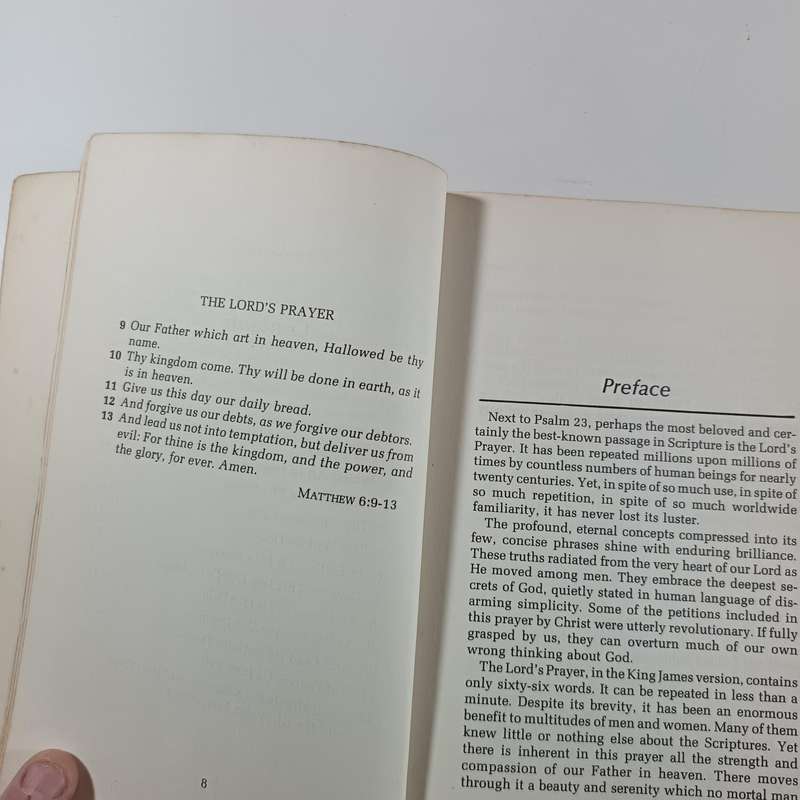 THE LORD'S PRAYER
9 Our Father which art in heaven, Hallowed be thy
name.
10 Thy kingdom come. Thy will be done in earth, as it
is in heaven.
11 Give us this day our daily bread.
12 And forgive us our debts, as we forgive our debtors.
13 And lead us not into temptation, but deliver us from
evil: For thine is the kingdom, and the power, and
the glory, for ever. Amen.
MATTHEW 6:9-13
8
Preface
Next to Psalm 23, perhaps the most beloved and cer-
tainly the best-known passage in Scripture is the Lord's
Prayer. It has been repeated millions upon millions of
times by countless numbers of human beings for nearly
twenty centuries. Yet, in spite of so much use, in spite of
so much repetition, in spite of so much worldwide
familiarity, it has never lost its luster.
The profound, eternal concepts compressed into its
few, concise phrases shine with enduring brilliance.
These truths radiated from the very heart of our Lord as
He moved among men. They embrace the deepest se-
crets of God, quietly stated in human language of dis-
arming simplicity. Some of the petitions included in
this prayer by Christ were utterly revolutionary. If fully
grasped by us, they can overturn much of our own
wrong thinking about God.
The Lord's Prayer, in the King James version, contains
only sixty-six words. It can be repeated in less than a
minute. Despite its brevity, it has been an enormous
benefit to multitudes of men and women. Many of them
knew little or nothing else about the Scriptures. Yet
there is inherent in this prayer all the strength and
compassion of our Father in heaven. There moves
through it a beauty and serenity which no mortal man